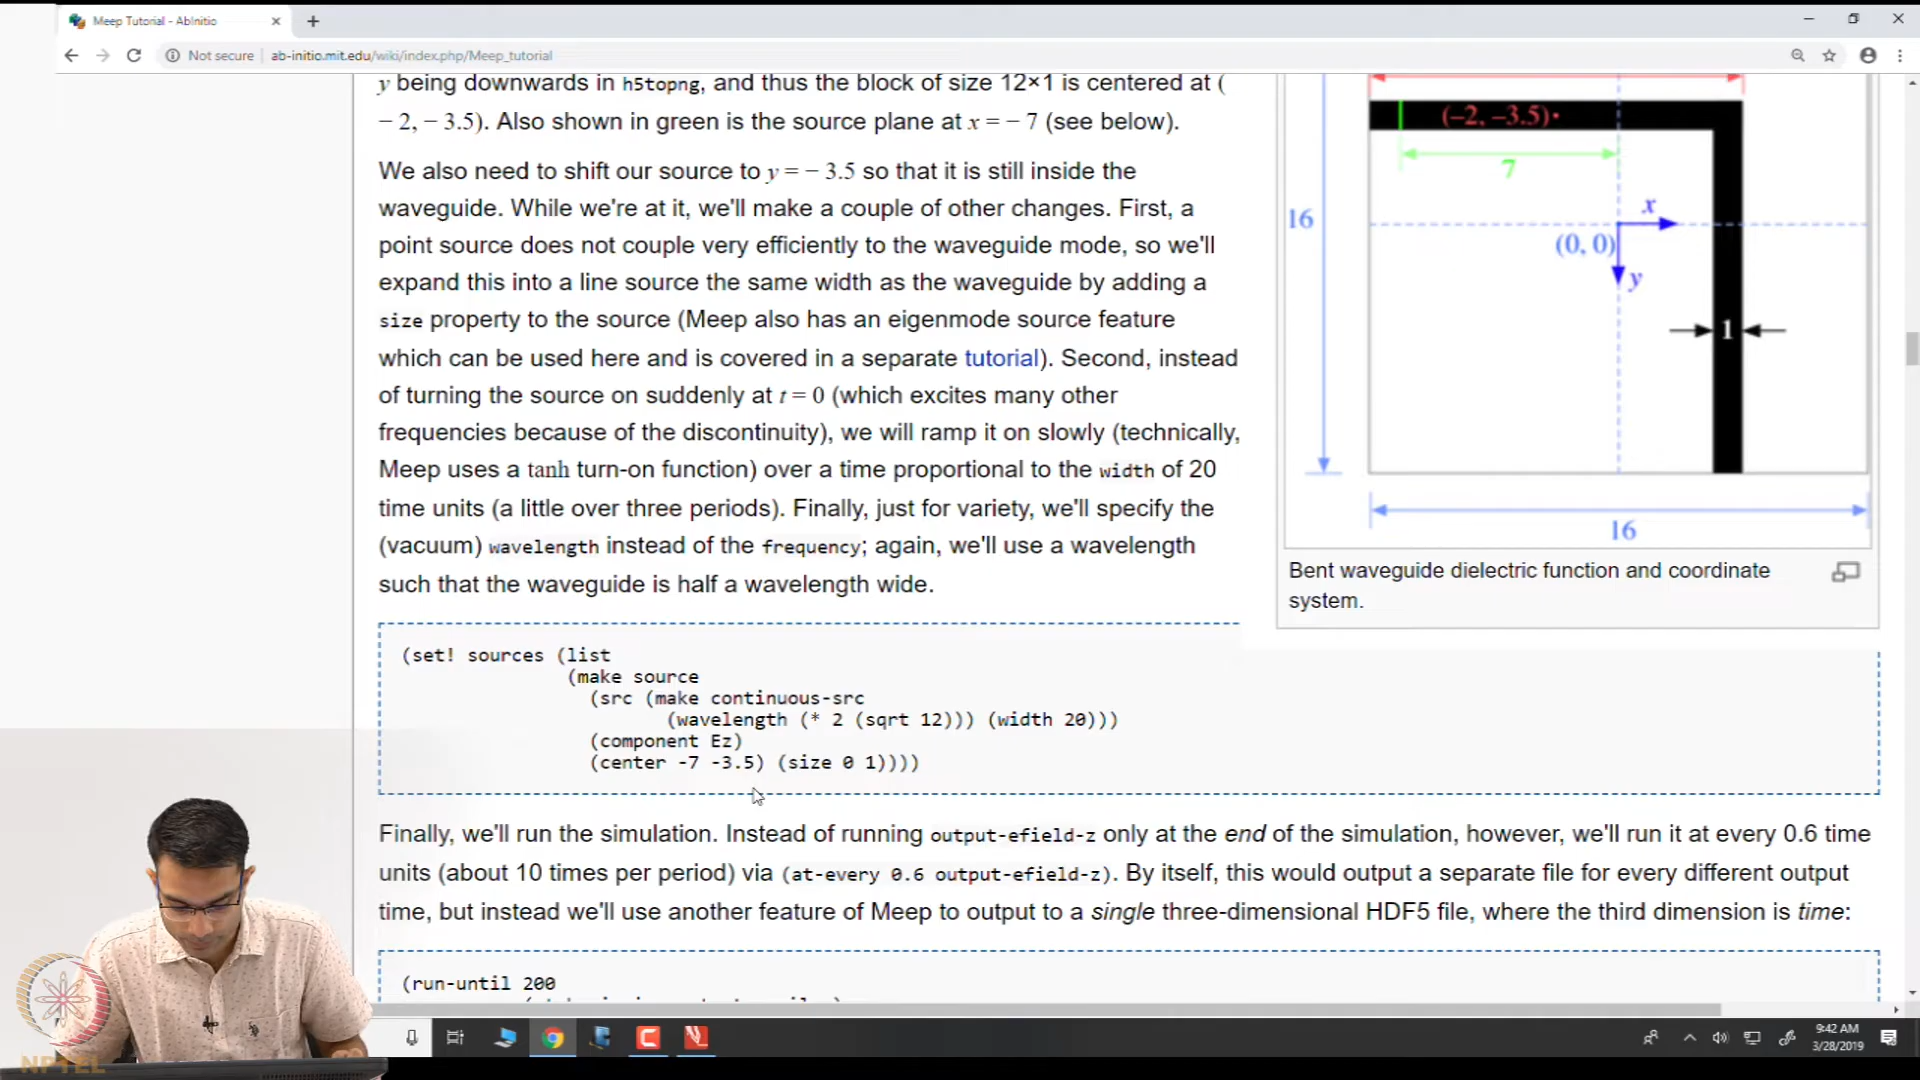 Meep Tutorial - AbInitio
Not secure
ab-initio.mit.edu/wiki/index.php/Meep_tutorial
y being downwards in h5topng, and thus the block of size 12×1 is centered at (
− 2, − 3.5). Also shown in green is the source plane at x = − 7 (see below).
We also need to shift our source to y = − 3.5 so that it is still inside the
waveguide. While we're at it, we'll make a couple of other changes. First, a
point source does not couple very efficiently to the waveguide mode, so we'll
expand this into a line source the same width as the waveguide by adding a
size property to the source (Meep also has an eigenmode source feature
which can be used here and is covered in a separate tutorial). Second, instead
of turning the source on suddenly at t = 0 (which excites many other
frequencies because of the discontinuity), we will ramp it on slowly (technically,
Meep uses a tanh turn-on function) over a time proportional to the width of 20
time units (a little over three periods). Finally, just for variety, we'll specify the
(vacuum) wavelength instead of the frequency; again, we'll use a wavelength
such that the waveguide is half a wavelength wide.
(−2, −3.5)
7
x
16
(0, 0)
y
1
16
Bent waveguide dielectric function and coordinate
system.
(set! sources (list
(make source
(src (make continuous-src
(wavelength (* 2 (sqrt 12))) (width 20)))
(component Ez)
(center -7 -3.5) (size 0 1))))
Finally, we'll run the simulation. Instead of running output-efield-z only at the end of the simulation, however, we'll run it at every 0.6 time
units (about 10 times per period) via (at-every 0.6 output-efield-z). By itself, this would output a separate file for every different output
time, but instead we'll use another feature of Meep to output to a single three-dimensional HDF5 file, where the third dimension is time:
(run-until 200
NPTEL
9:42 AM
3/28/2019